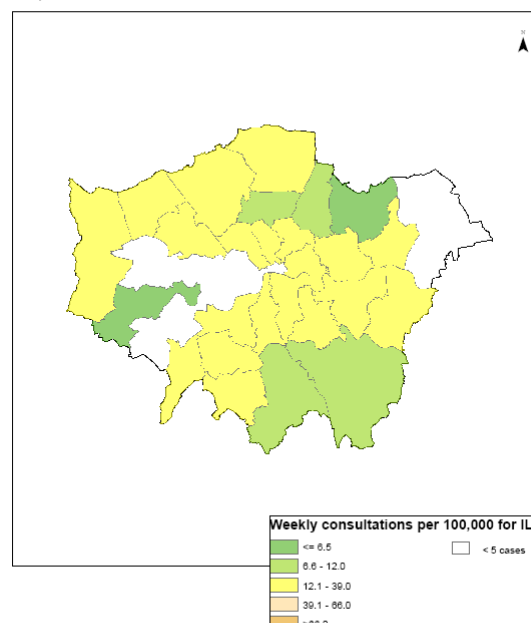 N
Weekly consultations per 100,000 for IL
<= 6.5
< 5 cases
6.6 - 12.0
12.1 - 39.0
39.1 - 66.0